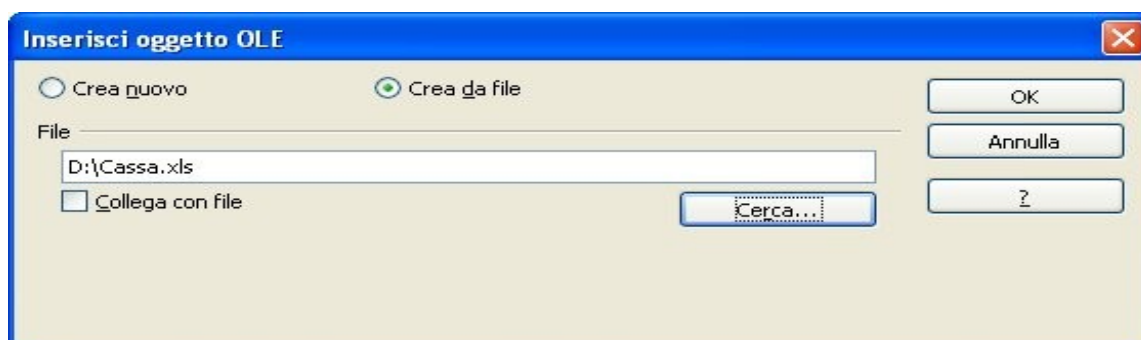 Inserisci oggetto OLE
Crea nuovo
Crea da file
OK
File
Annulla
D:\Cassa.xls
Collega con file
Cerca...
?